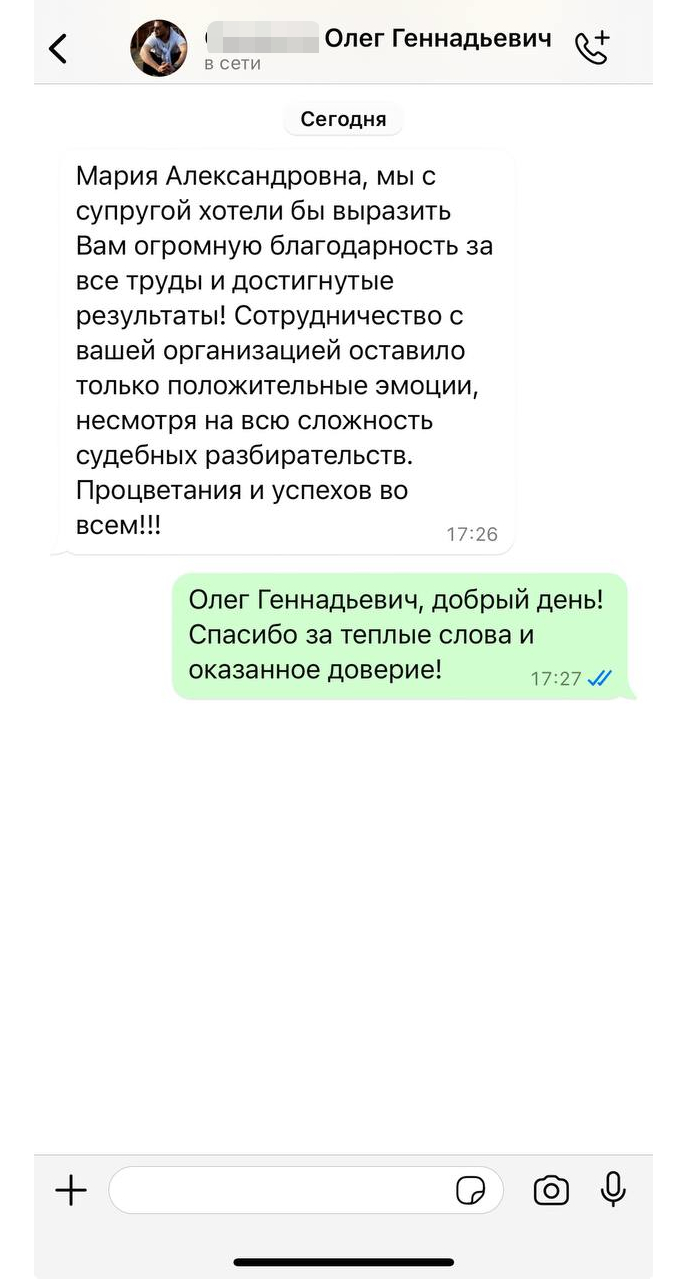 Олег Геннадьевич
в сети
Сегодня
Мария Александровна, мы с
супругой хотели бы выразить
Вам огромную благодарность за
все труды и достигнутые
результаты! Сотрудничество с
вашей организацией оставило
только положительные эмоции,
несмотря на всю сложность
судебных разбирательств.
Процветания и успехов во
всем!!!
17:26
Олег Геннадьевич, добрый день!
Спасибо за теплые слова и
оказанное доверие!
17:27